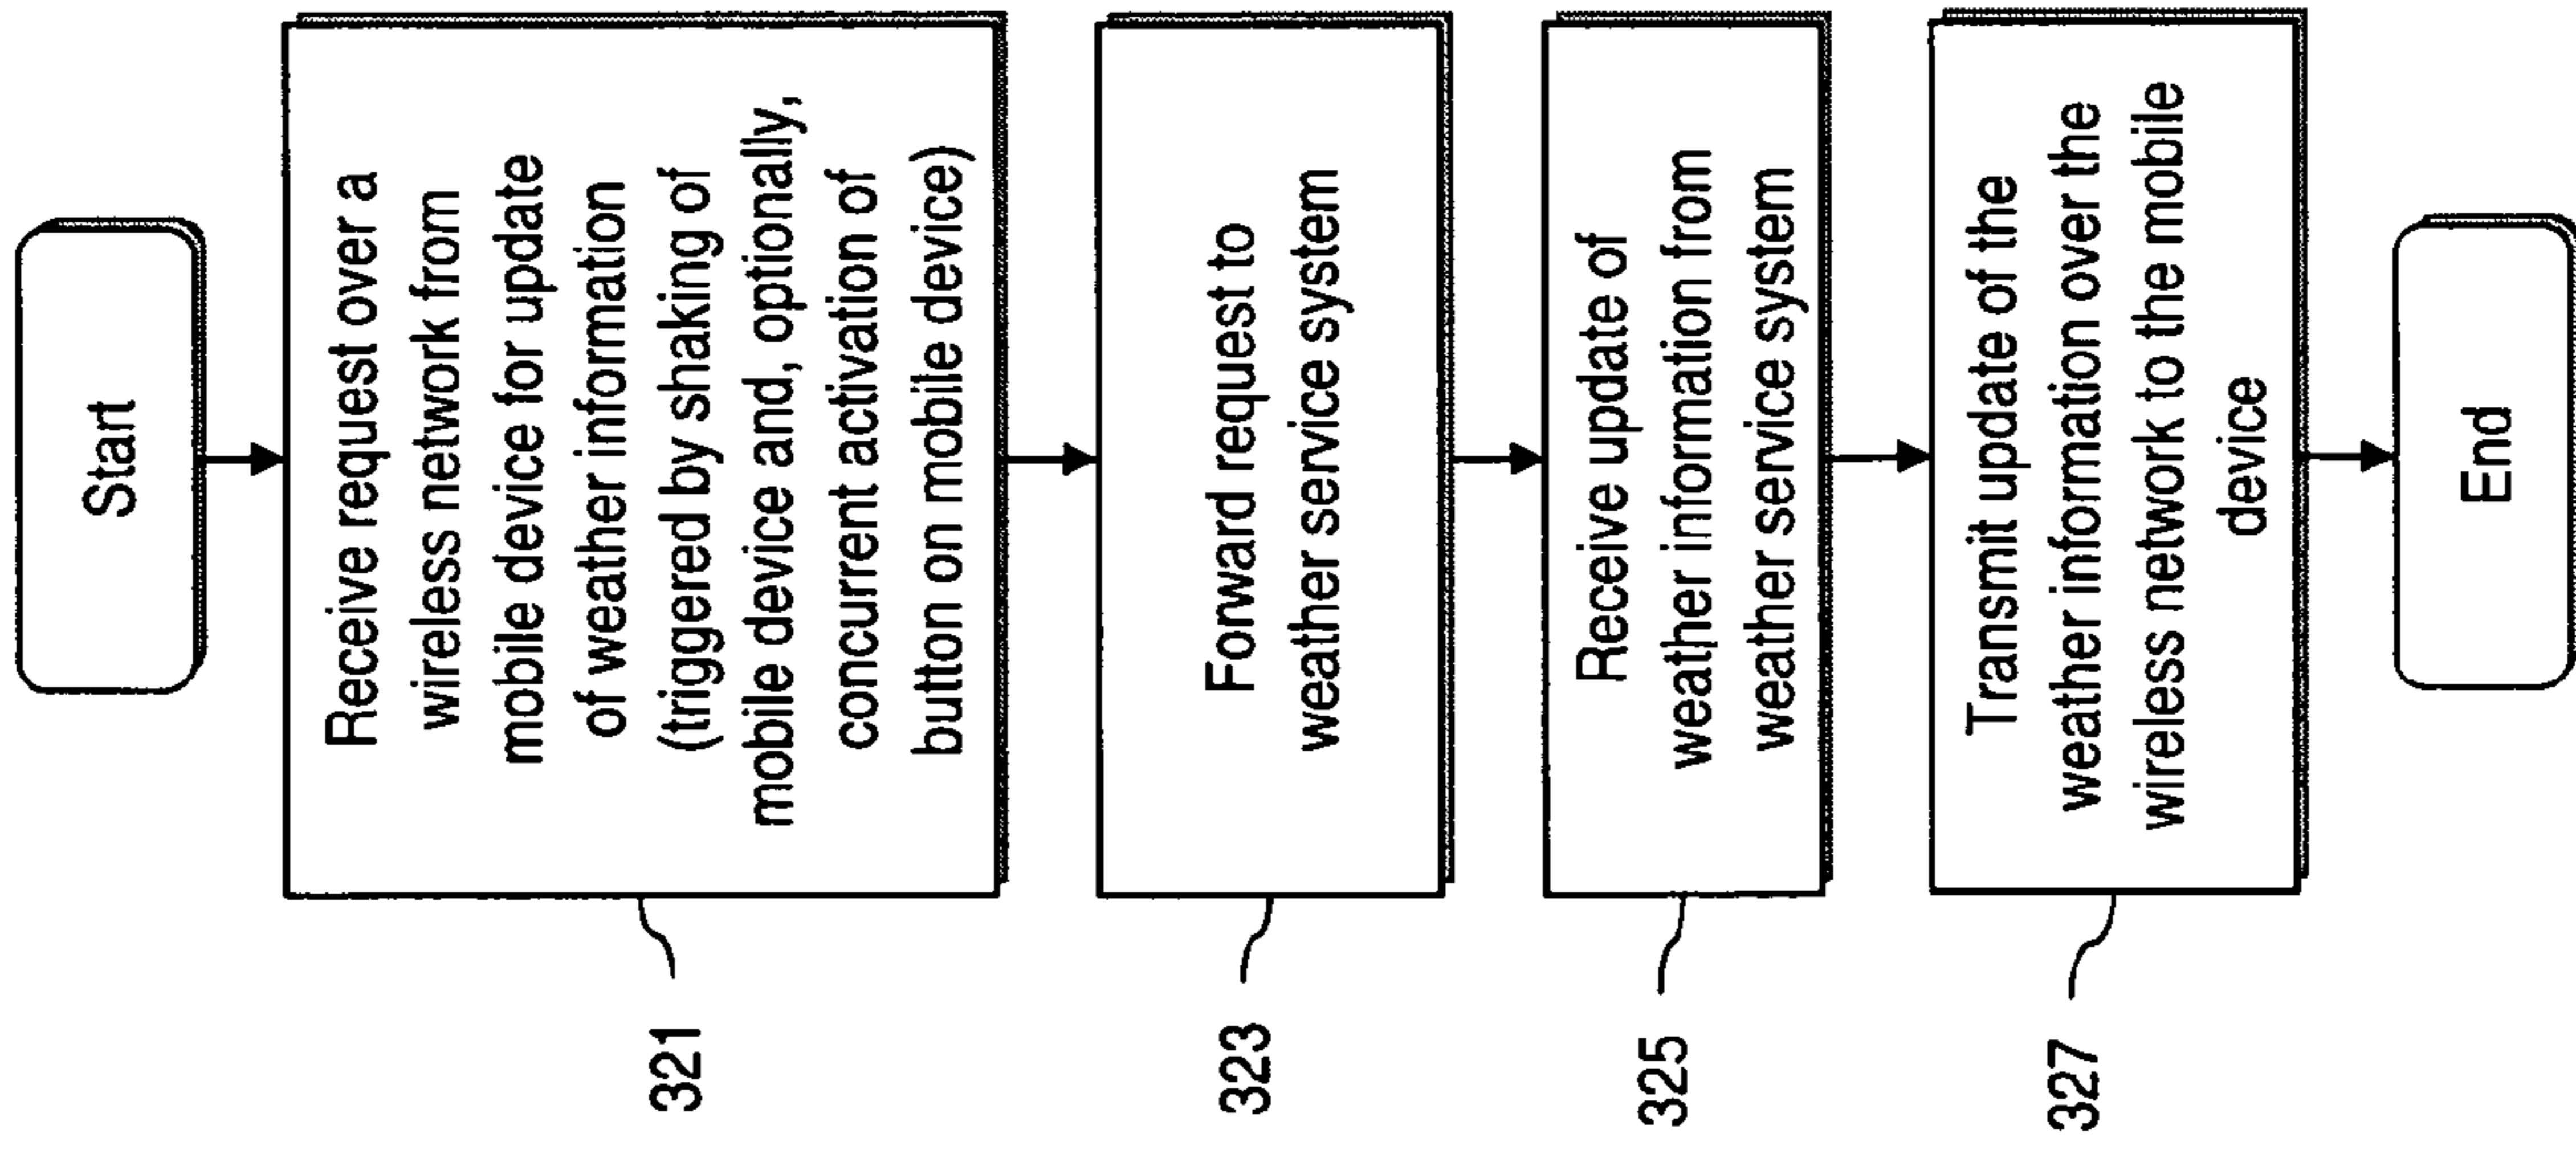 Start
Receive request over a
wireless network from
mobile device for update
of weather information
(triggered by shaking of
mobile device and, optionally,
concurrent activation of
button on mobile device)
321
Forward request to
weather service system
323
Receive update of
weather information from
weather service system
325
Transmit update of the
weather information over the
wireless network to the mobile
device
327
End